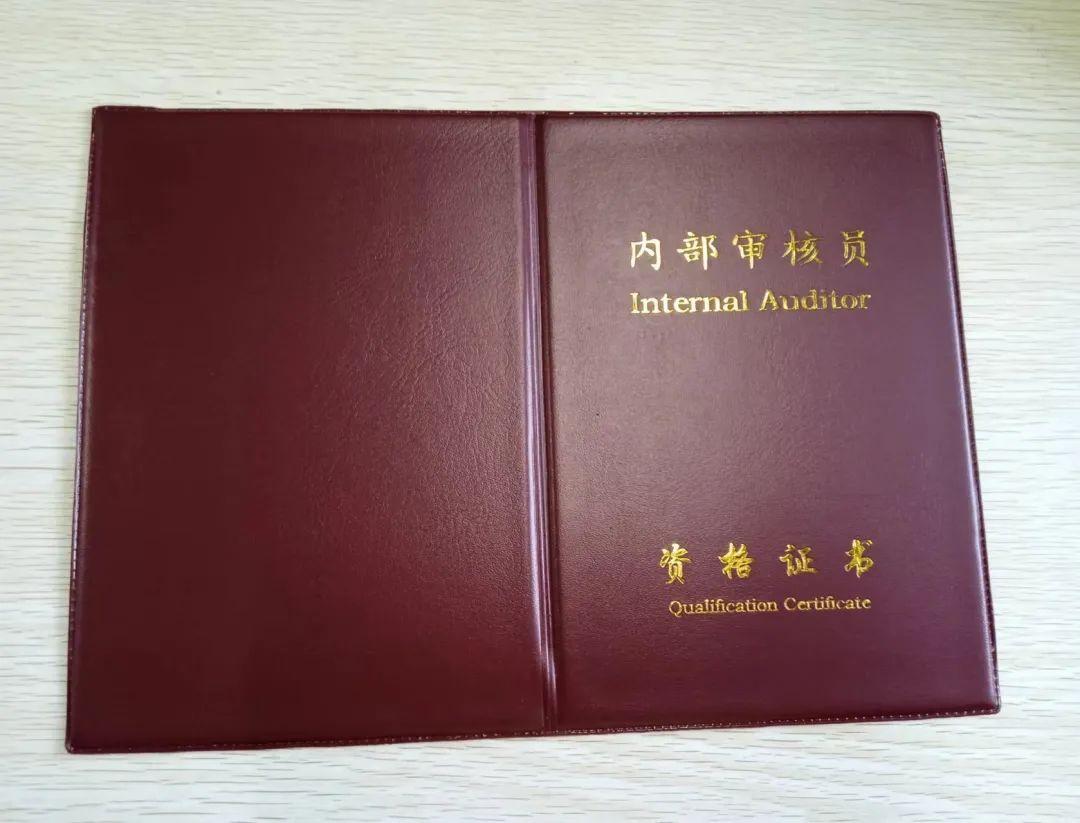 内部审核员
Internal Auditor
资格证书
Qualification Certificate